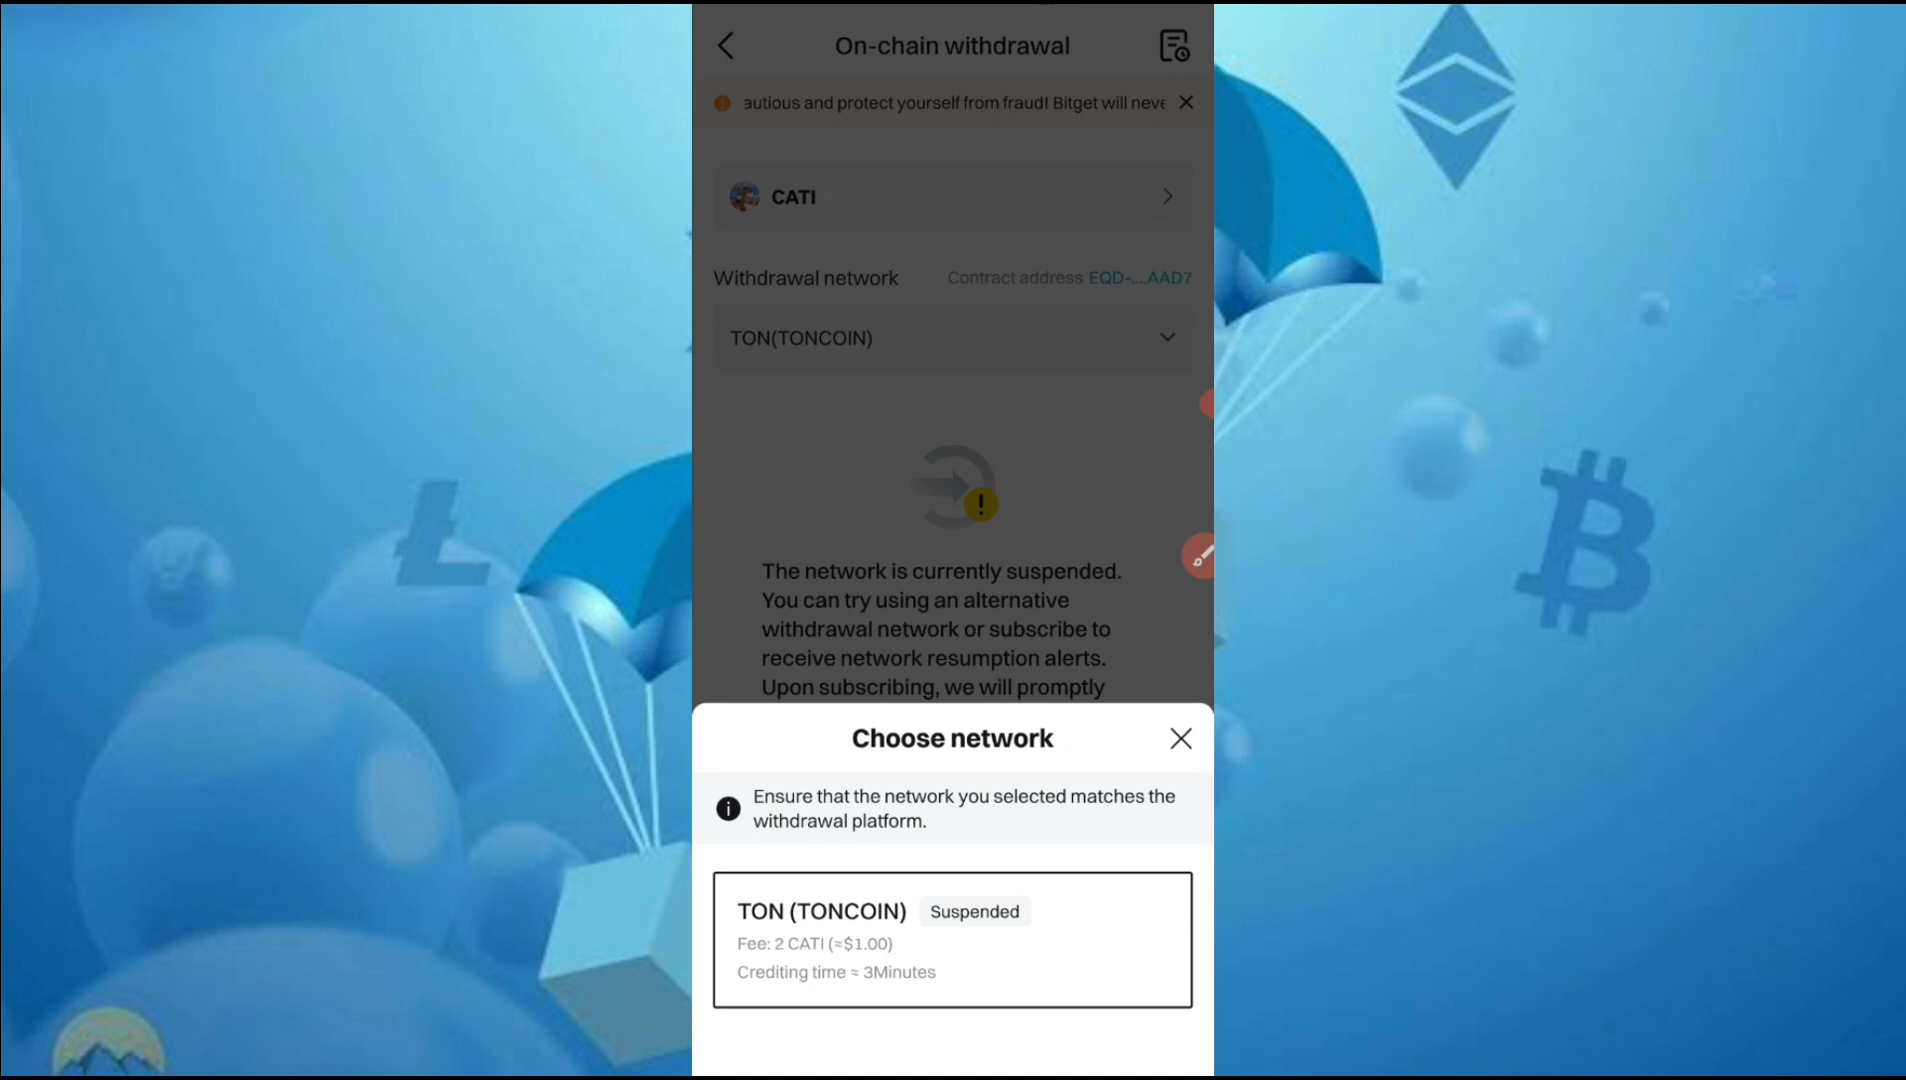 On-chain withdrawal
autious and protect yourself from fraud! Bitget will neve
CATI
Withdrawal network Contract address EQD-....AAD7
TON(TONCOIN)
The network is currently suspended.
You can try using an alternative
withdrawal network or subscribe to
receive network resumption alerts.
Upon subscribing, we will promptly
Choose network
Ensure that the network you selected matches the
withdrawal platform.
TON (TONCOIN) Suspended
Fee: 2 CATI (≈$1.00)
Crediting time ≈ 3Minutes